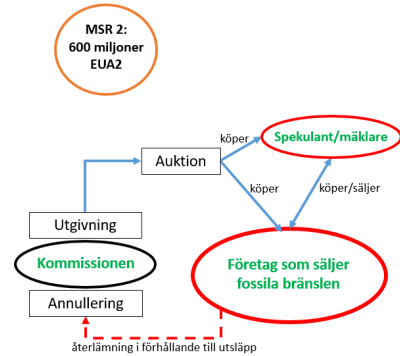 MSR 2:
600 miljoner
EUA2
Auktion
köper
Spekulant/mäklare
köper
köper/säljer
Utgivning
Kommissionen
Annullering
Företag som säljer
fossila bränslen
återlämning i förhållande till utsläpp